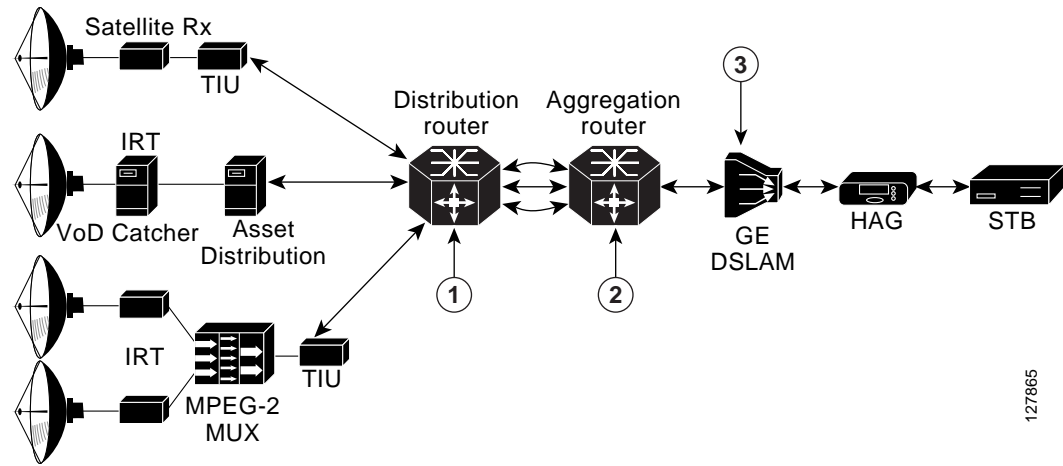 Satellite Rx
TIU
3
Distribution
router
Aggregation
router
IRT
VoD Catcher
Asset
Distribution
GE
DSLAM
HAG
STB
1
2
IRT
TIU
MPEG-2
MUX
127865